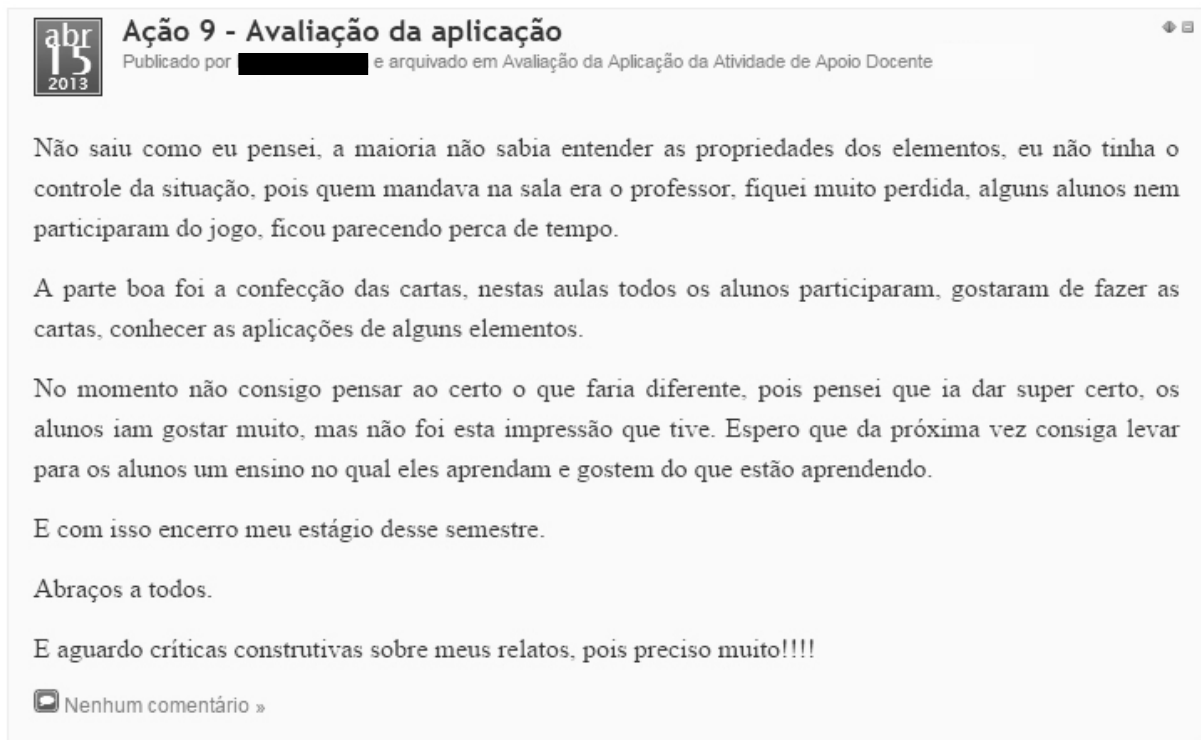 abr
15
2013
Ação 9 - Avaliação da aplicação
Publicado por e arquivado em Avaliação da Aplicação da Atividade de Apoio Docente
Não saiu como eu pensei, a maioria não sabia entender as propriedades dos elementos, eu não tinha o
controle da situação, pois quem mandava na sala era o professor, fiquei muito perdida, alguns alunos nem
participaram do jogo, ficou parecendo perca de tempo.
A parte boa foi a confecção das cartas, nestas aulas todos os alunos participaram, gostaram de fazer as
cartas, conhecer as aplicações de alguns elementos.
No momento não consigo pensar ao certo o que faria diferente, pois pensei que ia dar super certo, os
alunos iam gostar muito, mas não foi esta impressão que tive. Espero que da próxima vez consiga levar
para os alunos um ensino no qual eles aprendam e gostem do que estão aprendendo.
E com isso encerro meu estágio desse semestre.
Abraços a todos.
E aguardo críticas construtivas sobre meus relatos, pois preciso muito!!!!
Nenhum comentário »